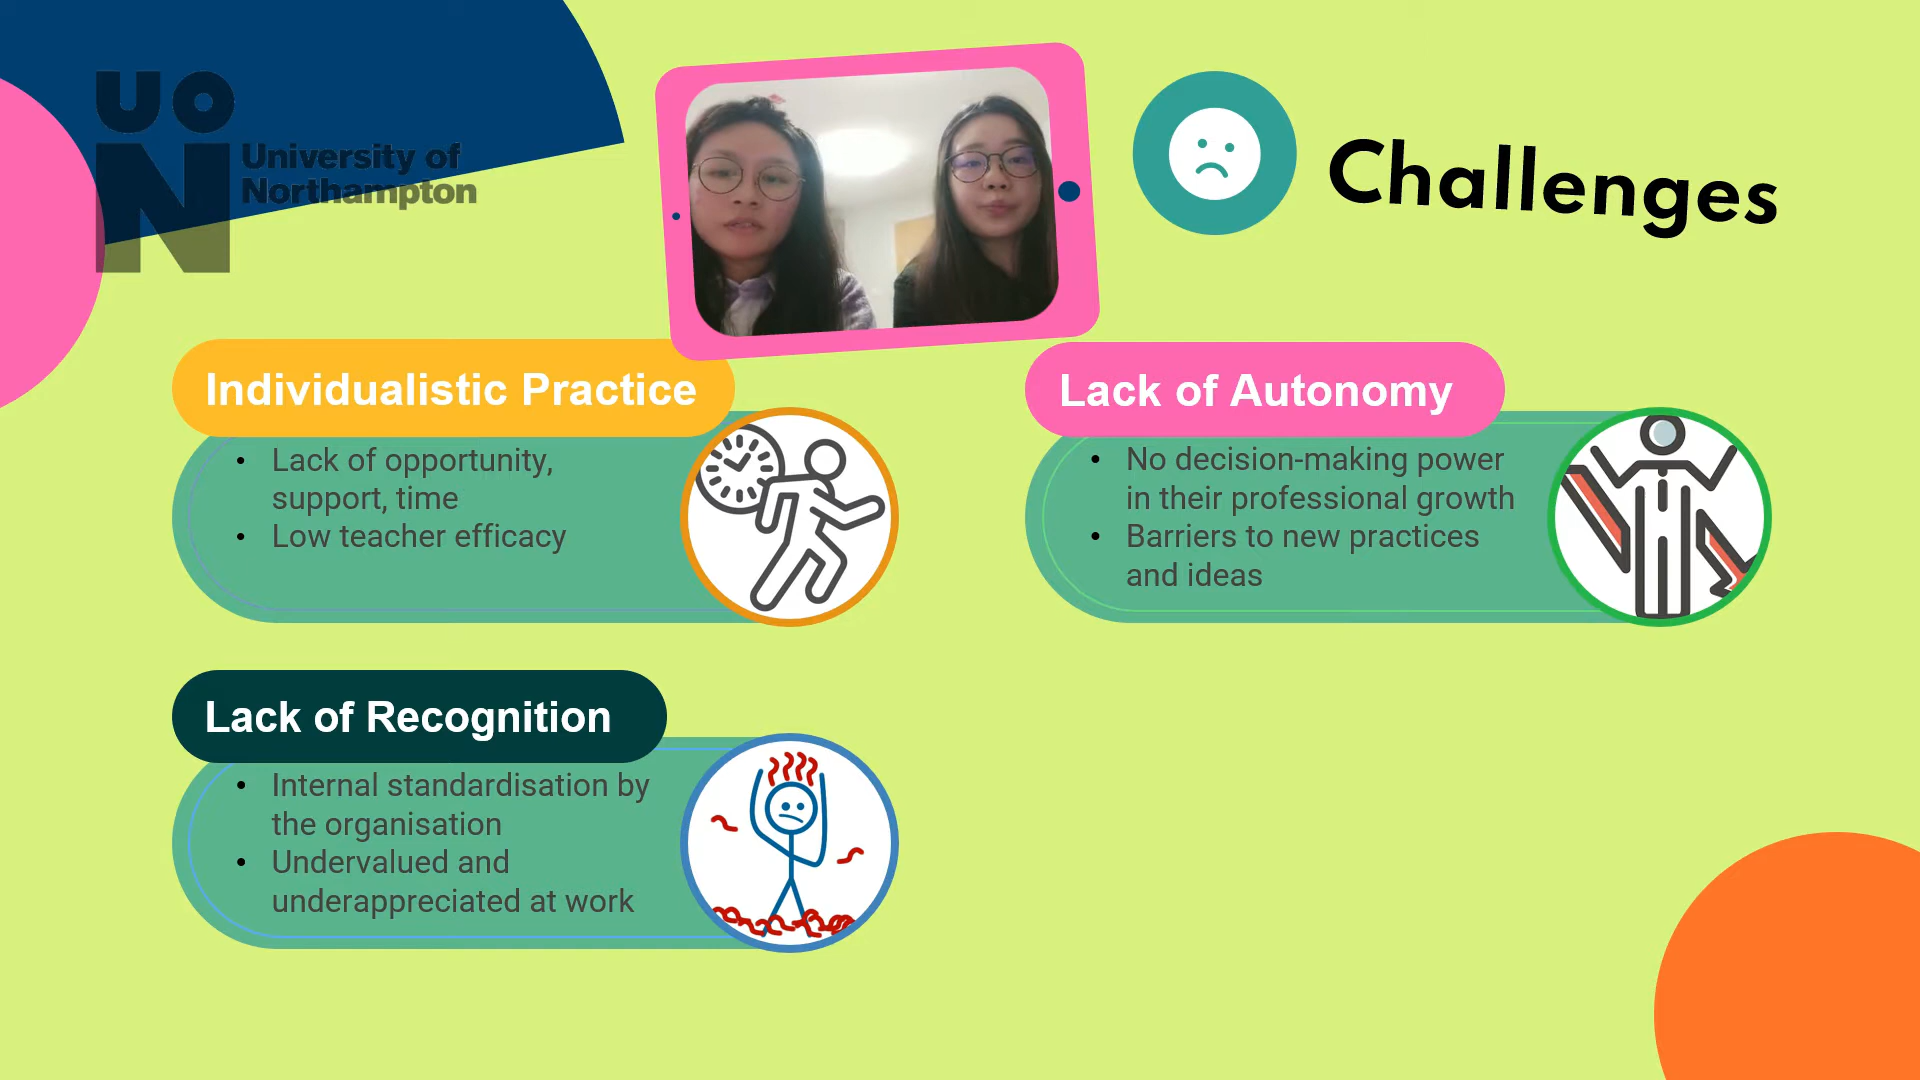 UON
University of
Northampton
Challenges
Individualistic Practice
• Lack of opportunity,
support, time
• Low teacher efficacy
Lack of Autonomy
• No decision-making power
in their professional growth
• Barriers to new practices
and ideas
Lack of Recognition
• Internal standardisation by
the organisation
• Undervalued and
underappreciated at work